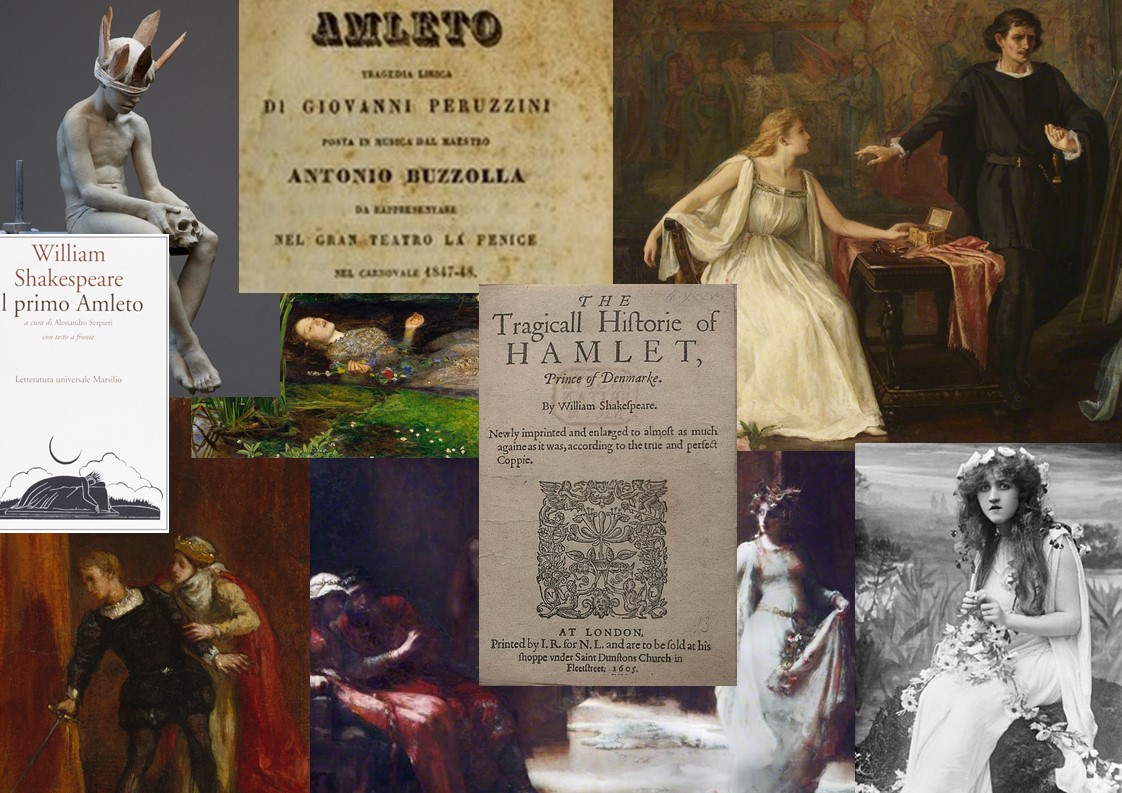 AMLETO
TRAGEDIA LIRICA
DI GIOVANNI PERUZZINI
POSTA IN MUSICA DAL MAESTRO
ANTONIO BUZZOLLA
DA RAPPRESENTARE
NEL GRAN TEATRO LA FENICE
NEL CARNOVALE 1847-48.
William
Shakespeare
l primo Amleto
a cura di Alessandro Serpieri
con testo a fronte
Letteratura universale Marsilio
THE
Tragicall Hiſtorie of
HAMLET,
Prince of Denmarke.
By William Shakeſpeare.
Newly imprinted and enlarged to almoſt as much
againe as it was, according to the true and perfect
Coppie.
AT LONDON,
Printed by I. R. for N. L. and are to be ſold at his
ſhoppe vnder Saint Dunſtons Church in
Fleetſtreet. 1605.
13